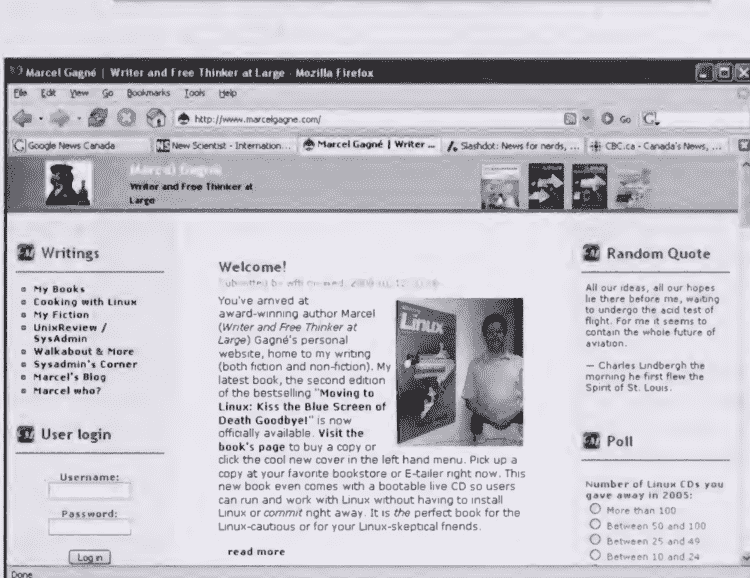 Marcel Gagné | Writer and Free Thinker at Large - Mozilla Firefox
File Edit View Go Bookmarks Tools Help
http://www.marcelgagne.com/
Go
Google News Canada
New Scientist - Internation...
Marcel Gagné | Writer ...
Slashdot: News for nerds, ...
CBC.ca - Canada's News, ...
Marcel Gagné
Writer and Free Thinker at
Large
Writings
My Books
Cooking with Linux
My Fiction
UnixReview /
SysAdmin
Walkabout & More
Sysadmin's Corner
Marcel's Blog
Marcel who?
User login
Username:
Password:
Log in
Welcome!
Submitted by
You've arrived at
award-winning author Marcel
(Writer and Free Thinker at
Large) Gagné's personal
website, home to my writing
(both fiction and non-fiction). My
latest book, the second edition
of the bestselling "Moving to
Linux: Kiss the Blue Screen of
Death Goodbye!" is now
officially available. Visit the
book's page to buy a copy or
click the cool new cover in the left hand menu. Pick up a
copy at your favorite bookstore or E-tailer right now. This
new book even comes with a bootable live CD so users
can run and work with Linux without having to install
Linux or commit right away. It is the perfect book for the
Linux-cautious or for your Linux-skeptical friends.
read more
Linux
Random Quote
All our ideas, all our hopes
lie there before me, waiting
to undergo the acid test of
flight. For me it seems to
contain the whole future of
aviation.
— Charles Lindbergh the
morning he first flew the
Spirit of St. Louis.
Poll
Number of Linux CDs you
gave away in 2005:
More than 100
Between 50 and 100
Between 25 and 49
Between 10 and 24
Done